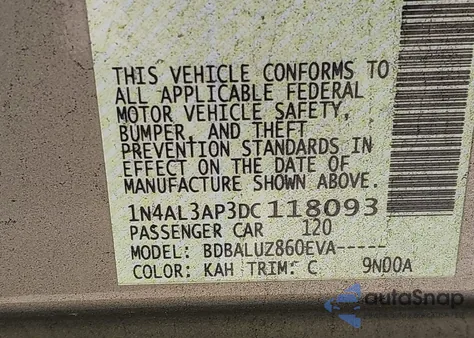 THIS VEHICLE CONFORMS TO
ALL APPLICABLE FEDERAL
MOTOR VEHICLE SAFETY,
BUMPER, AND THEFT
PREVENTION STANDARDS IN
EFFECT ON THE DATE OF
MANUFACTURE SHOWN ABOVE.
1N4AL3AP3DC118093
PASSENGER CAR 120
MODEL: BDBALUZ860EVA-----
COLOR: KAH TRIM: C 9N00A
autoSnap